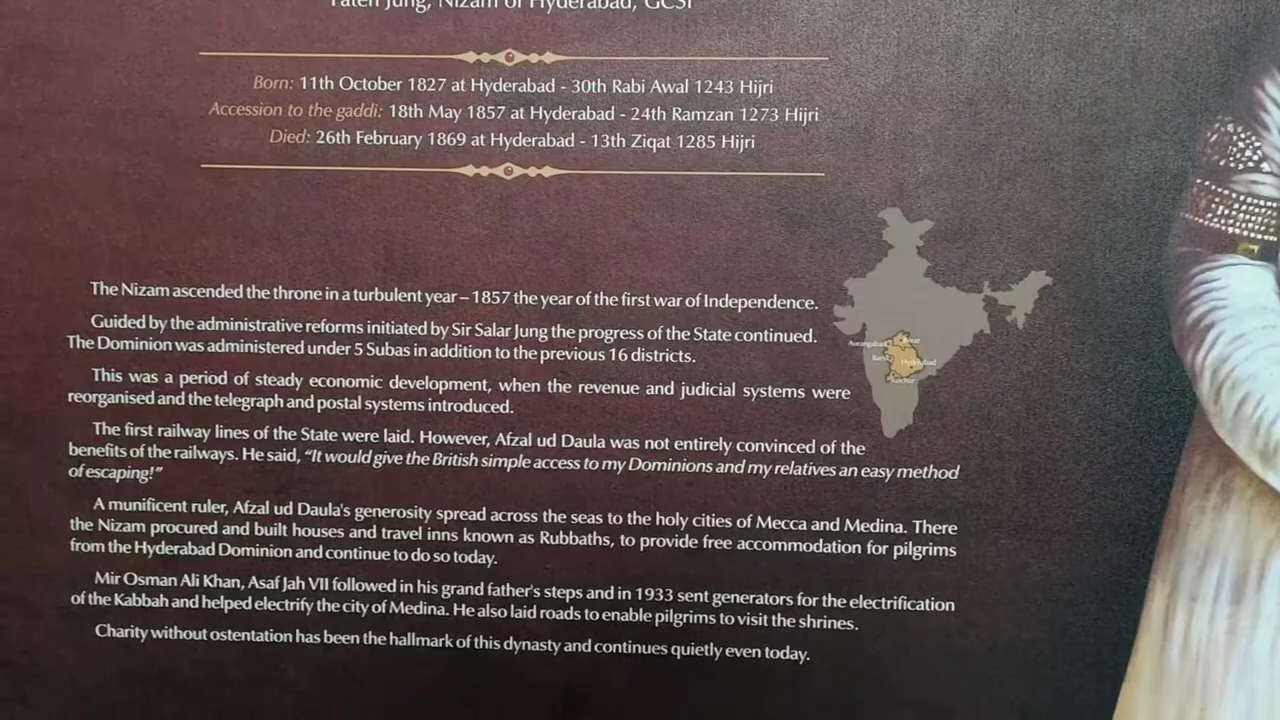 Fateh Jung, Nizam of Hyderabad, GCSI
Born: 11th October 1827 at Hyderabad - 30th Rabi Awal 1243 Hijri
Accession to the gaddi: 18th May 1857 at Hyderabad - 24th Ramzan 1273 Hijri
Died: 26th February 1869 at Hyderabad - 13th Ziqat 1285 Hijri
The Nizam ascended the throne in a turbulent year – 1857 the year of the first war of Independence.
Guided by the administrative reforms initiated by Sir Salar Jung the progress of the State continued.
The Dominion was administered under 5 Subas in addition to the previous 16 districts.
This was a period of steady economic development, when the revenue and judicial systems were
reorganised and the telegraph and postal systems introduced.
The first railway lines of the State were laid. However, Afzal ud Daula was not entirely convinced of the
benefits of the railways. He said, “It would give the British simple access to my Dominions and my relatives an easy method
of escaping!”
A munificent ruler, Afzal ud Daula's generosity spread across the seas to the holy cities of Mecca and Medina. There
the Nizam procured and built houses and travel inns known as Rubbaths, to provide free accommodation for pilgrims
from the Hyderabad Dominion and continue to do so today.
Mir Osman Ali Khan, Asaf Jah VII followed in his grand father's steps and in 1933 sent generators for the electrification
of the Kabbah and helped electrify the city of Medina. He also laid roads to enable pilgrims to visit the shrines.
Charity without ostentation has been the hallmark of this dynasty and continues quietly even today.
Berar
Aurangabad
Hyderabad
Raichur